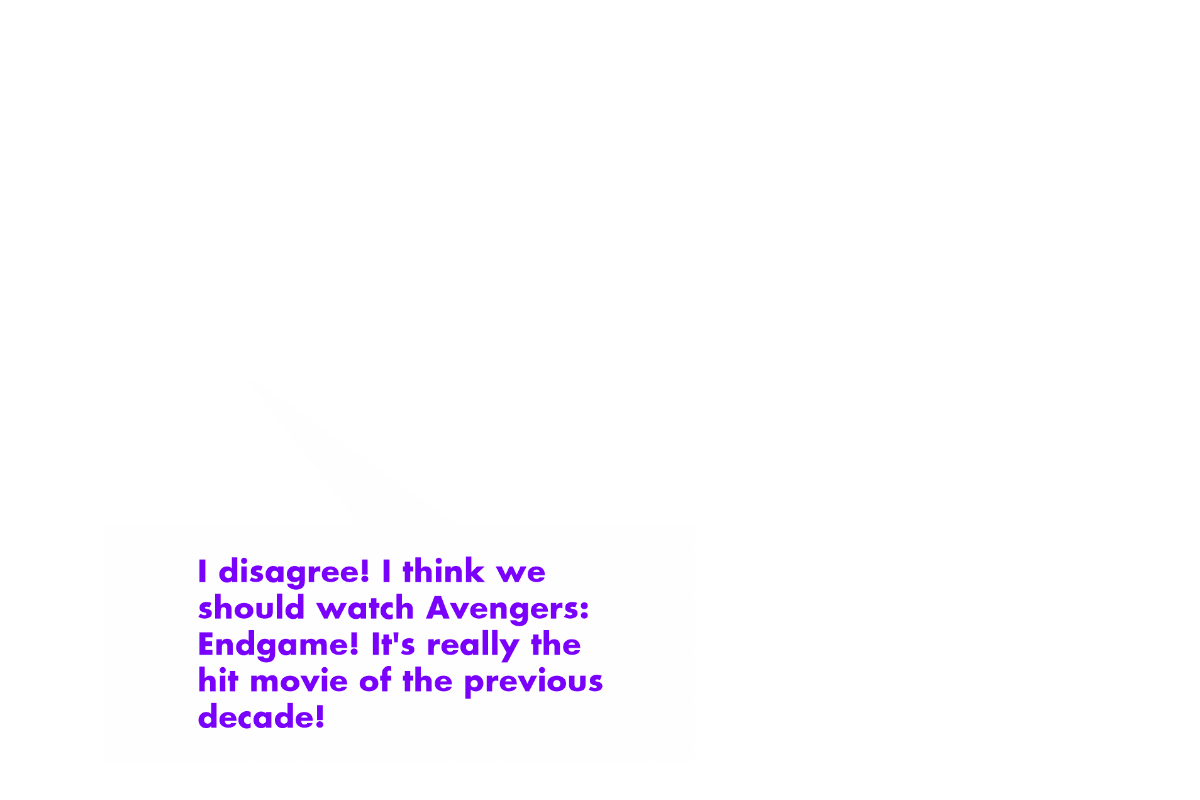 I disagree! I think we
should watch Avengers:
Endgame! It's really the
hit movie of the previous
decade!